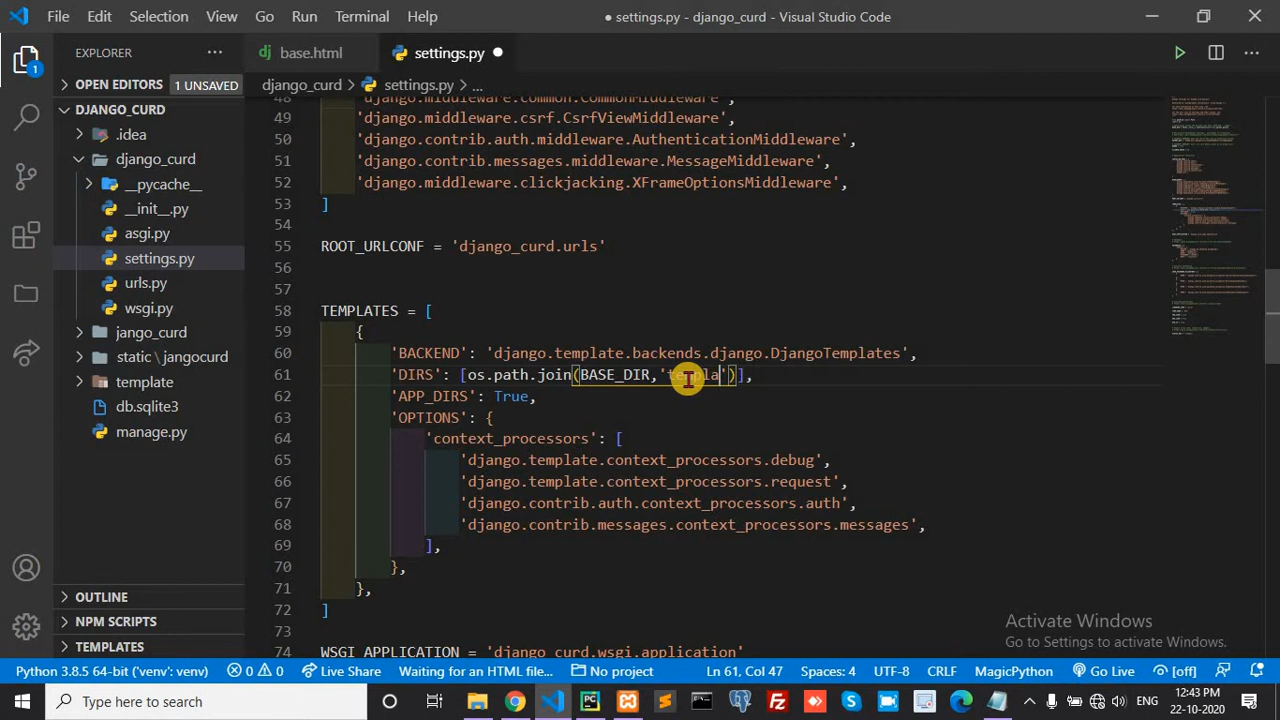 File Edit Selection View Go Run Terminal Help
● settings.py - django_curd - Visual Studio Code
EXPLORER ···
base.html
settings.py
OPEN EDITORS 1 UNSAVED
django_curd > settings.py > ...
DJANGO_CURD
.idea
django_curd
__pycache__
__init__.py
asgi.py
settings.py
urls.py
wsgi.py
jango_curd
static \jangocurd
db.sqlite3
manage.py
OUTLINE
NPM SCRIPTS
TEMPLATES
48 'django.middleware.common.CommonMiddleware',
49 'django.middleware.csrf.CsrfViewMiddleware',
50 'django.contrib.auth.middleware.AuthenticationMiddleware',
51 'django.contrib.messages.middleware.MessageMiddleware',
52 'django.middleware.clickjacking.XFrameOptionsMiddleware',
53 ]
54
55 ROOT_URLCONF = 'django_curd.urls'
56
57
58 TEMPLATES = [
59 {
60 'BACKEND': 'django.template.backends.django.DjangoTemplates',
61 'DIRS': [os.path.join(BASE_DIR,'templa')],
62 'APP_DIRS': True,
63 'OPTIONS': {
64 'context_processors': [
65 'django.template.context_processors.debug',
66 'django.template.context_processors.request',
67 'django.contrib.auth.context_processors.auth',
68 'django.contrib.messages.context_processors.messages',
69 ],
70 },
71 },
72 ]
73
WSGI_APPLICATION = 'django_curd.wsgi.application'
Activate Windows
Go to Settings to activate Windows.
Python 3.8.5 64-bit ('venv': venv) 0 0 Live Share Waiting for an HTML file... No project Ln 61, Col 47 Spaces: 4 UTF-8 CRLF MagicPython Go Live [off]
Type here to search
ENG
12:43 PM
22-10-2020